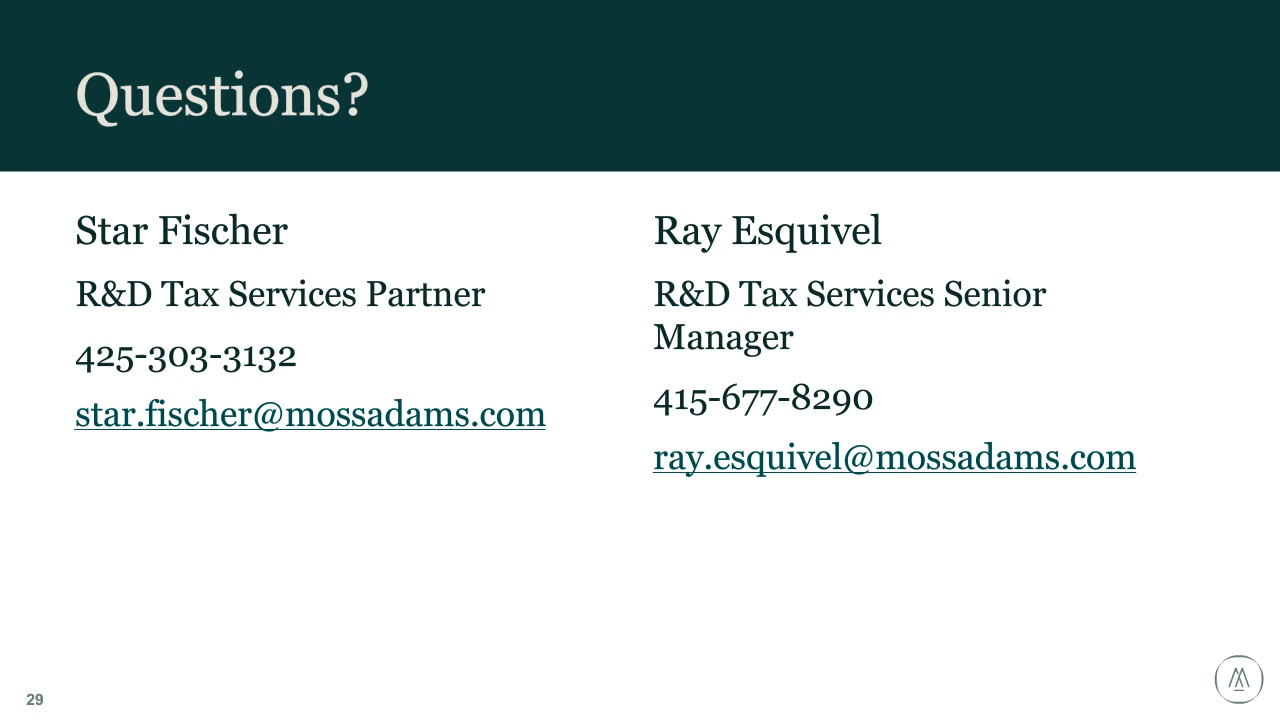 Questions?
Star Fischer
R&D Tax Services Partner
425-303-3132
star.fischer@mossadams.com
Ray Esquivel
R&D Tax Services Senior
Manager
415-677-8290
ray.esquivel@mossadams.com
29